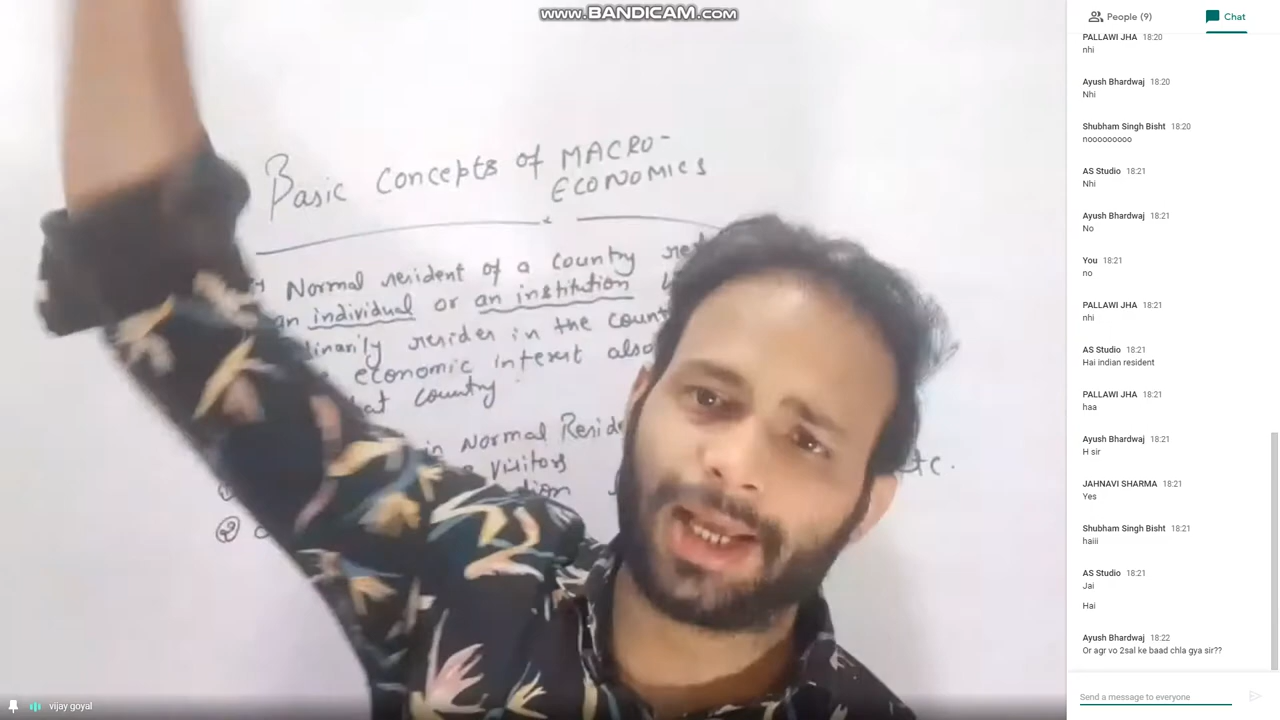 www.BANDICAM.com
Basic Concepts of MACRO-
ECONOMICS
Normal resident of a country
an individual or an institution
resides in the
economic interest also
country
in Normal
visitors
②
etc.
vijay goyal
People (9)
Chat
PALLAWI JHA 18:20
nhi
Ayush Bhardwaj 18:20
Nhi
Shubham Singh Bisht 18:20
nooooooooo
AS Studio 18:21
Nhi
Ayush Bhardwaj 18:21
No
You 18:21
no
PALLAWI JHA 18:21
nhi
AS Studio 18:21
Hai indian resident
PALLAWI JHA 18:21
haa
Ayush Bhardwaj 18:21
H sir
JAHNAVI SHARMA 18:21
Yes
Shubham Singh Bisht 18:21
haiii
AS Studio 18:21
Jai
Hai
Ayush Bhardwaj 18:22
Or agr vo 2sal ke baad chla gya sir??
Send a message to everyone